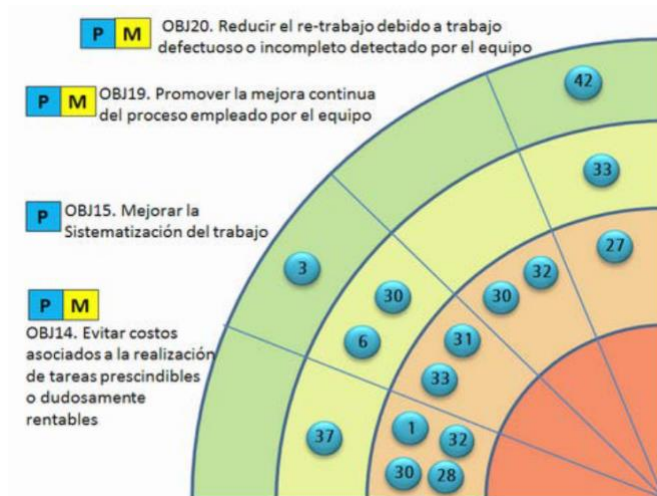 P M OBJ20. Reducir el re-trabajo debido a trabajo
defectuoso o incompleto detectado por el equipo
P M OBJ19. Promover la mejora continua
del proceso empleado por el equipo
P OBJ15. Mejorar la
Sistematización del trabajo
P M
OBJ14. Evitar costos
asociados a la realización
de tareas prescindibles
o dudosamente
rentables
42
33
27
3
30
6
30
32
31
33
37
1
32
30
28